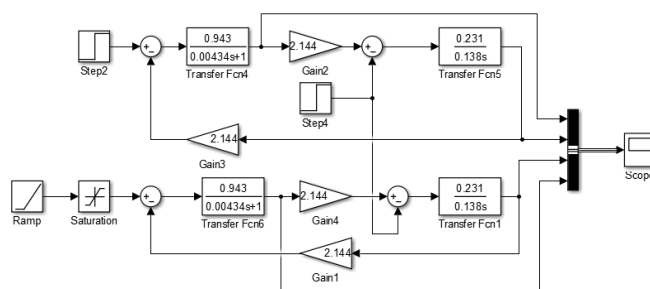 0.943
0.00434s+1
Transfer Fcn4
2.144
Gain2
0.231
0.138s
Transfer Fcn5
Step2
Step4
2.144
Gain3
Scope
Ramp
Saturation
0.943
0.00434s+1
Transfer Fcn6
2.144
Gain4
0.231
0.138s
Transfer Fcn1
2.144
Gain1